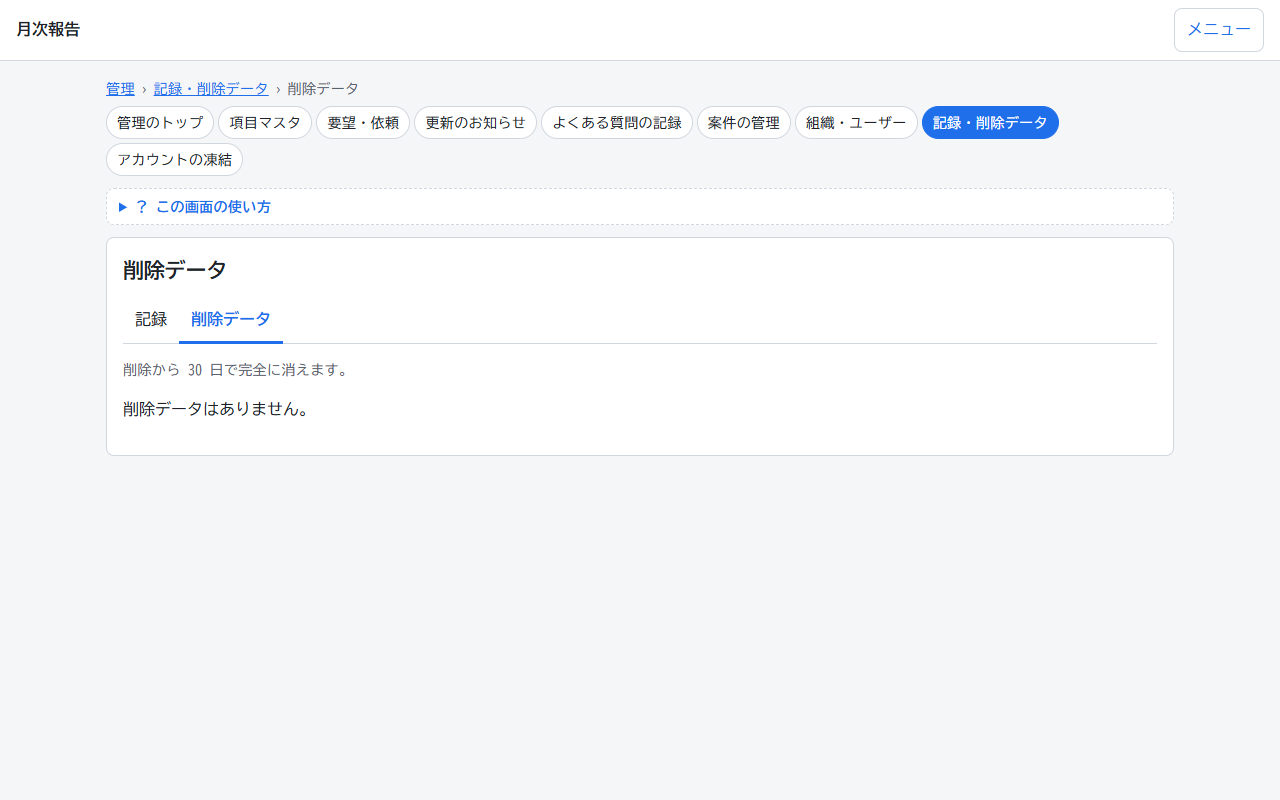 月次報告
メニュー
管理 › 記録・削除データ › 削除データ
管理のトップ 項目マスタ 要望・依頼 更新のお知らせ よくある質問の記録 案件の管理 組織・ユーザー 記録・削除データ
アカウントの凍結
▶ ？ この画面の使い方
削除データ
記録 削除データ
削除から 30 日で完全に消えます。
削除データはありません。